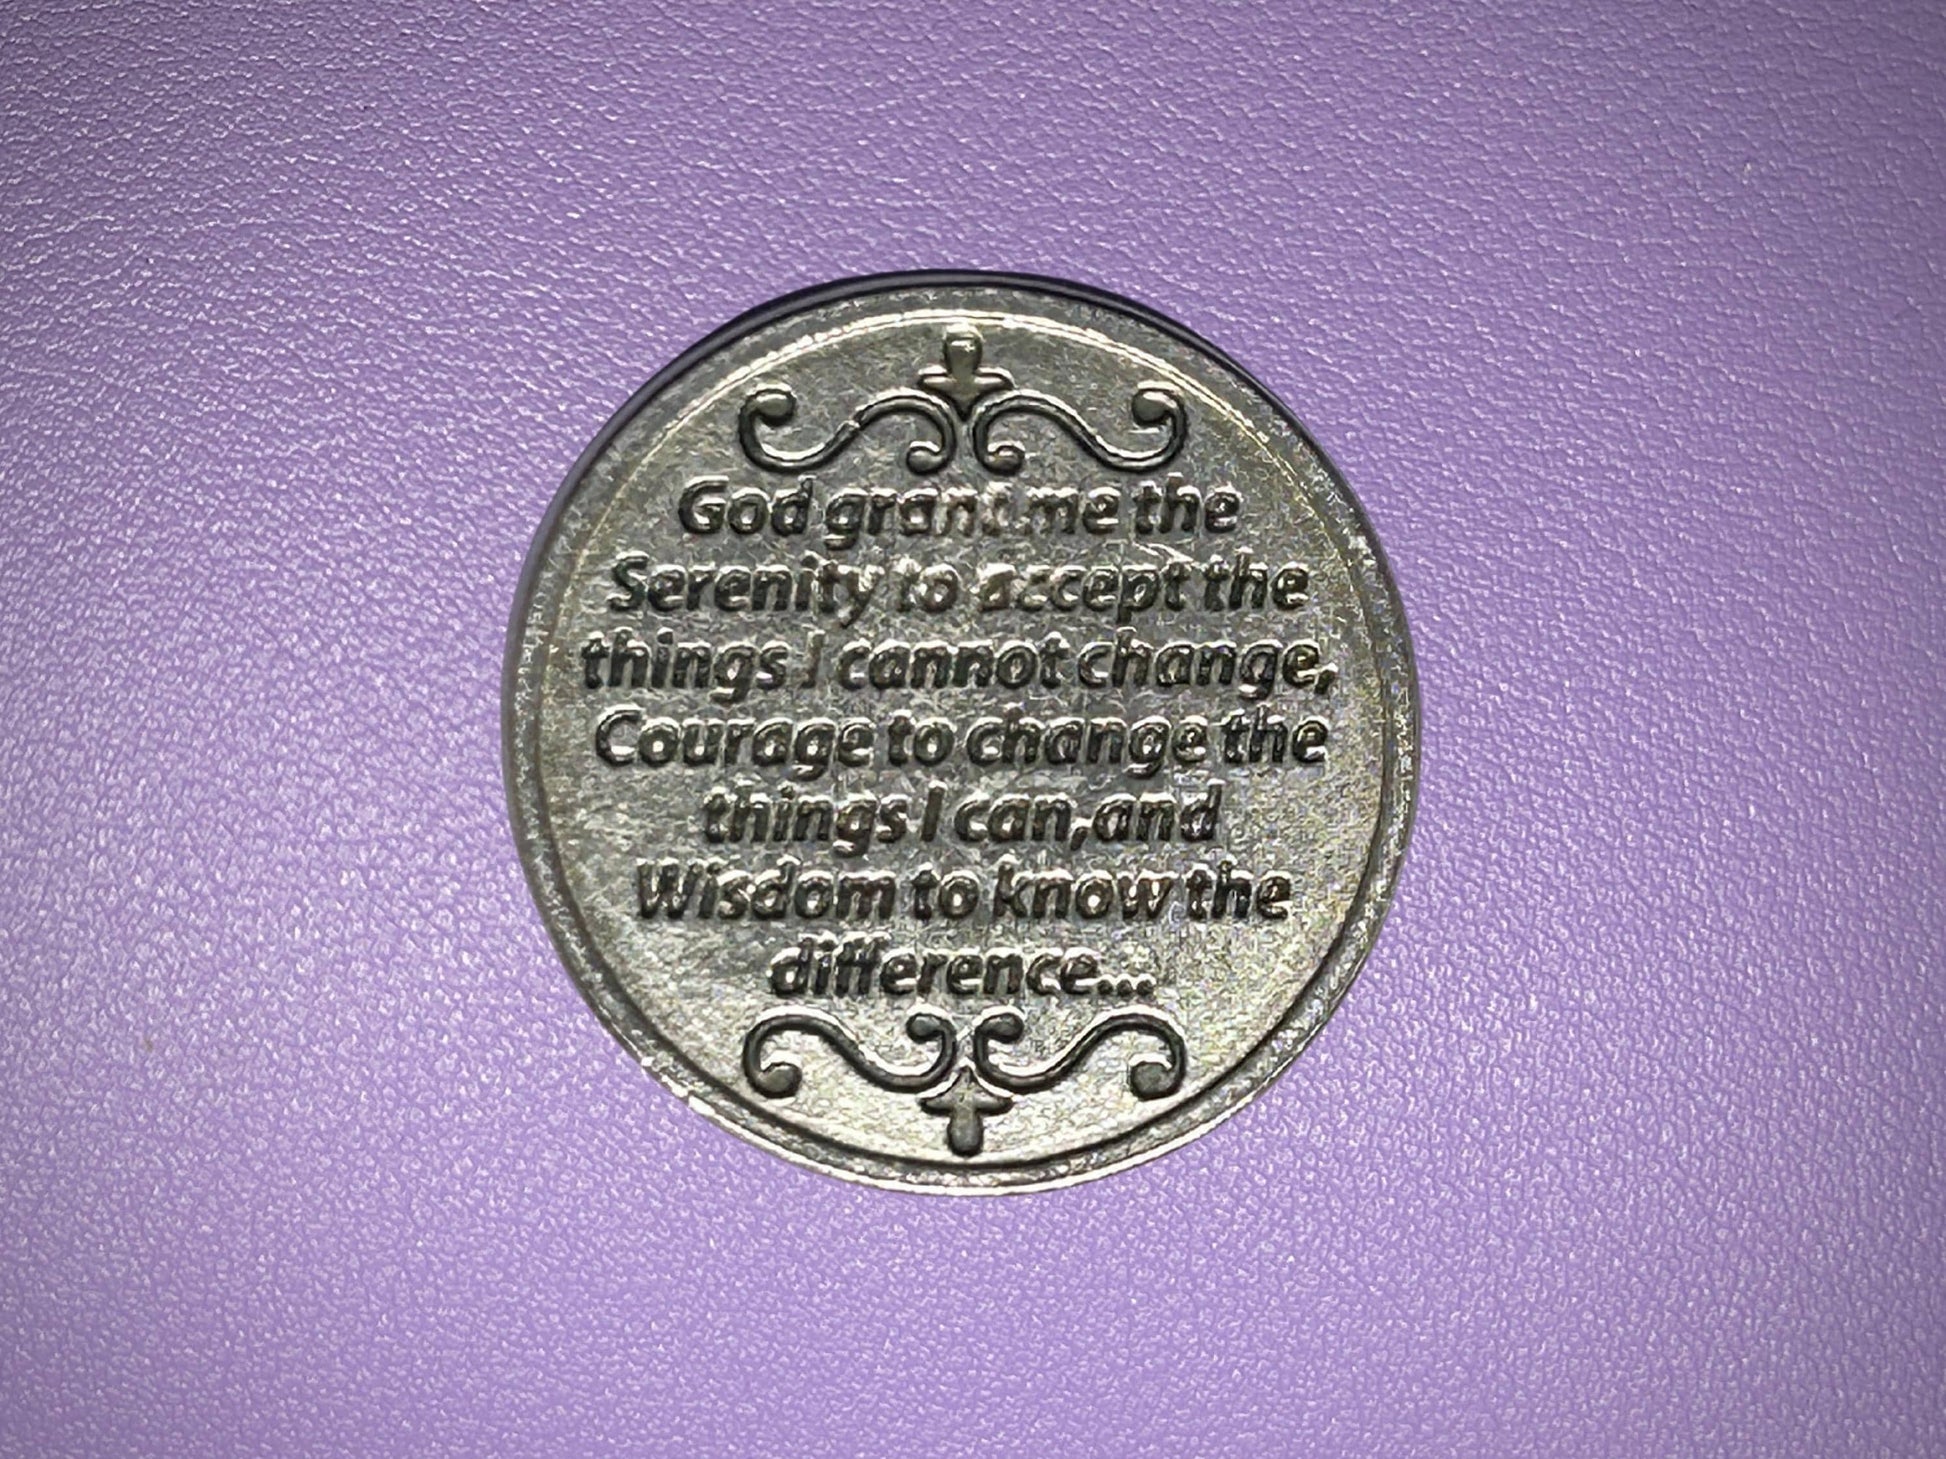 God grant me the
Serenity to accept the
things I cannot change,
Courage to change the
things I can, and
Wisdom to know the
difference...